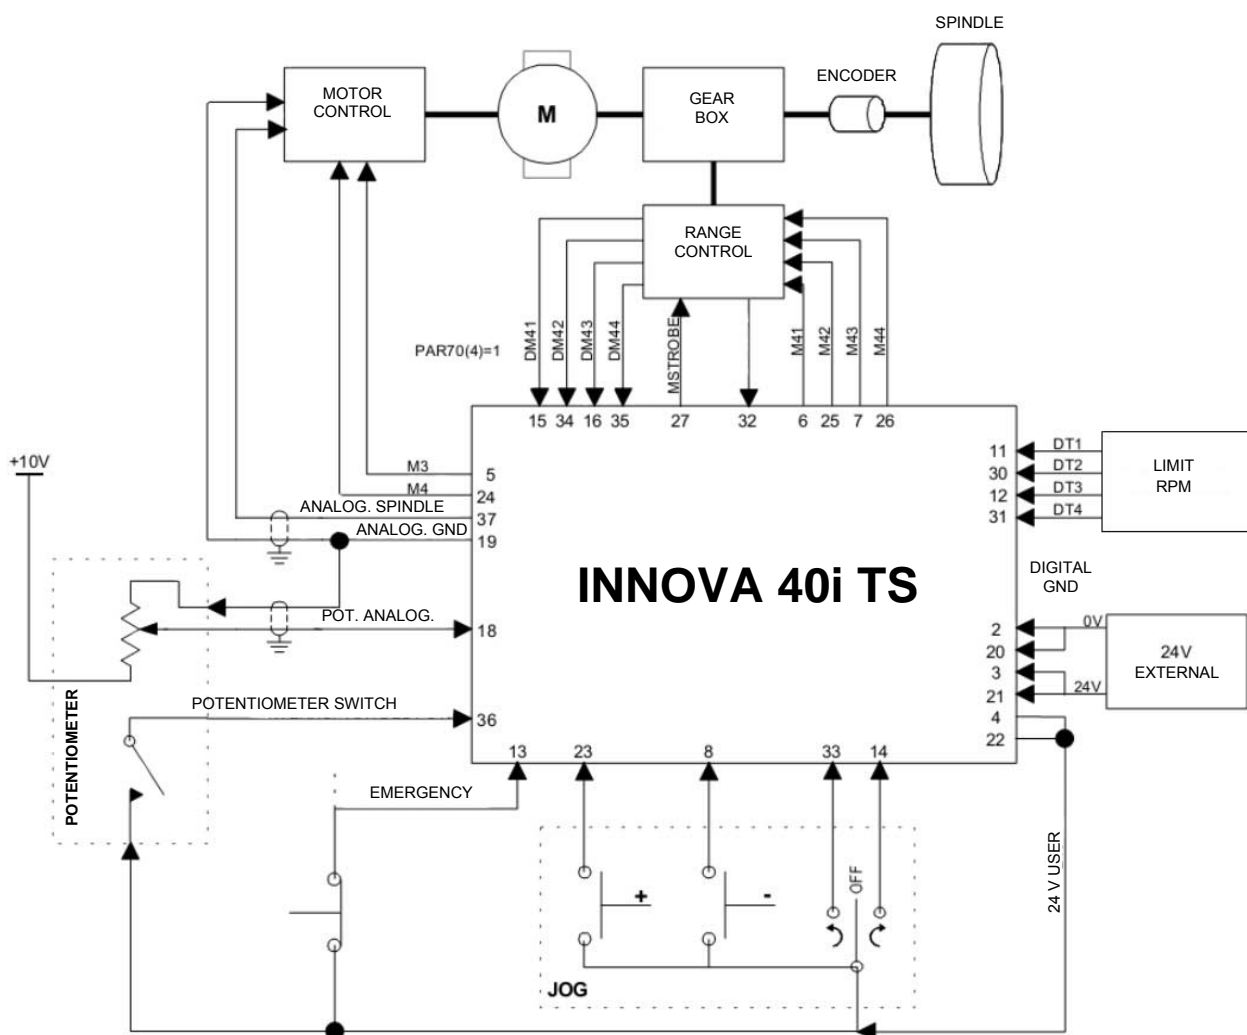 SPINDLE
ENCODER
MOTOR
CONTROL
M
GEAR
BOX
RANGE
CONTROL
PAR70(4)=1
DM41
DM42
DM43
DM44
MSTROBE
M41
M42
M43
M44
15 34 16 35 27 32 6 25 7 26
+10V
M3
5
M4
24
ANALOG. SPINDLE
37
ANALOG. GND
19
POT. ANALOG.
18
POTENTIOMETER SWITCH
36
POTENTIOMETER
INNOVA 40i TS
11 DT1
30 DT2
12 DT3
31 DT4
LIMIT
RPM
DIGITAL
GND
2 0V
20
3
21 24V
24V
EXTERNAL
4
22
13 23 8 33 14
EMERGENCY
+
-
OFF
JOG
24 V USER